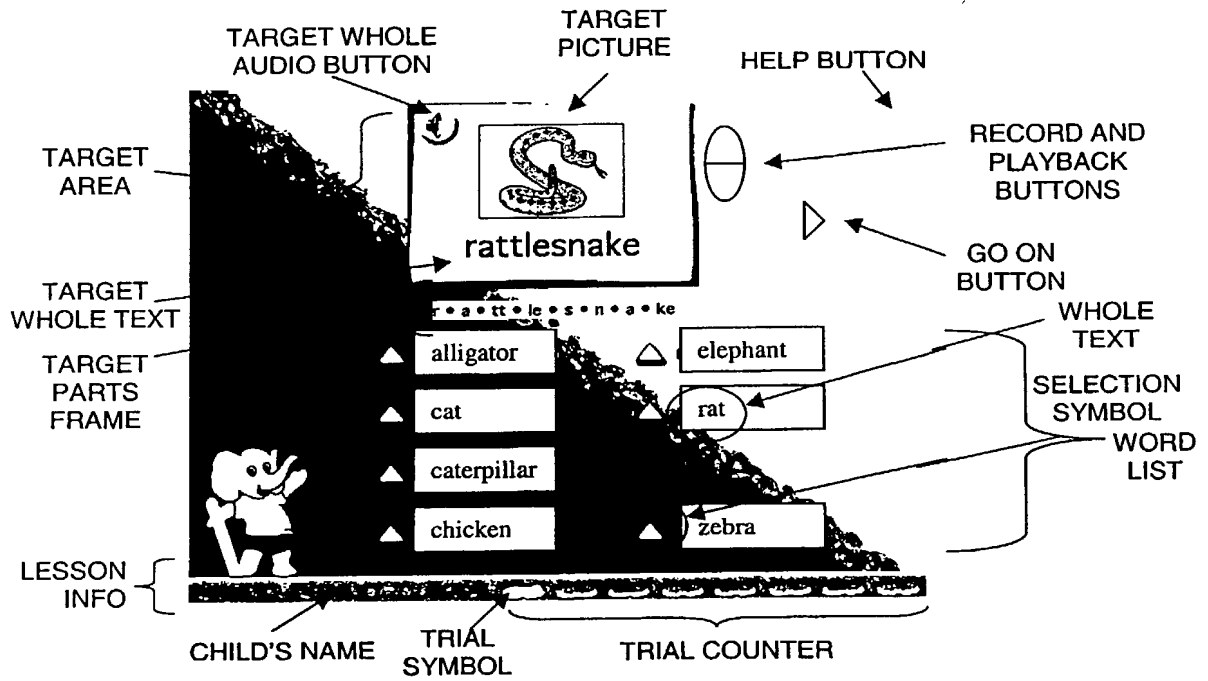 TARGET WHOLE
AUDIO BUTTON
TARGET
PICTURE
HELP BUTTON
TARGET
AREA
RECORD AND
PLAYBACK
BUTTONS
rattlesnake
GO ON
BUTTON
TARGET
WHOLE TEXT
r • a • tt • le • s • n • a • ke
WHOLE
TEXT
TARGET
PARTS
FRAME
alligator
elephant
cat
rat
SELECTION
SYMBOL
WORD
LIST
caterpillar
chicken
zebra
LESSON
INFO
CHILD'S NAME
TRIAL
SYMBOL
TRIAL COUNTER